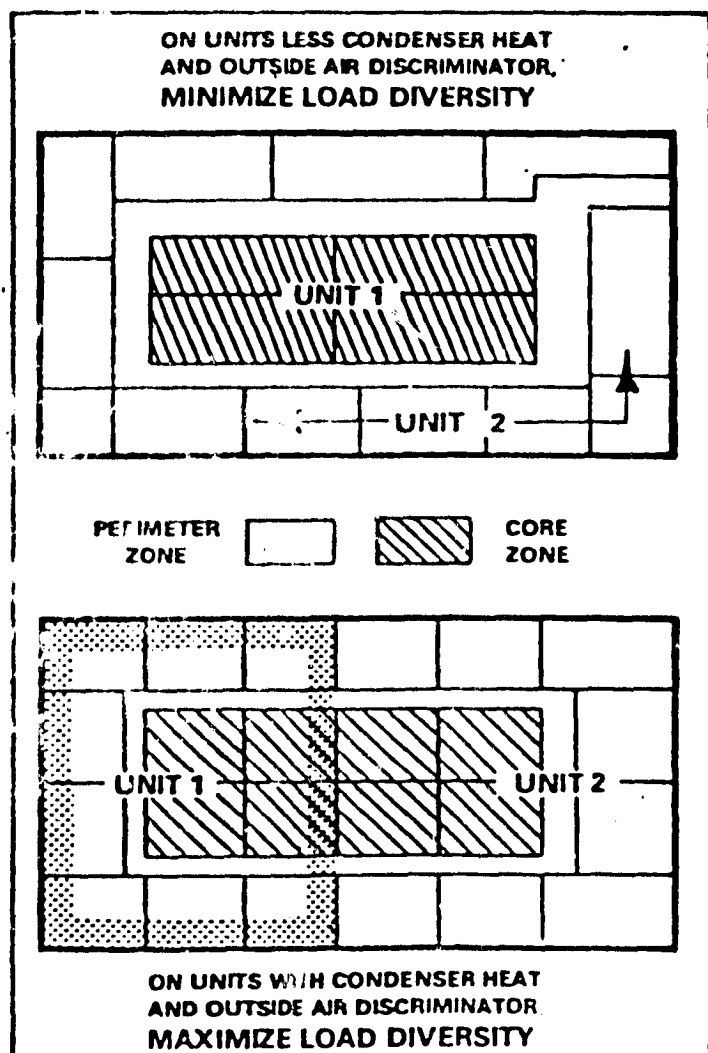 ON UNITS LESS CONDENSER HEAT
AND OUTSIDE AIR DISCRIMINATOR,
MINIMIZE LOAD DIVERSITY
UNIT 1
UNIT 2
PERIMETER
ZONE
CORE
ZONE
UNIT 1
UNIT 2
ON UNITS WITH CONDENSER HEAT
AND OUTSIDE AIR DISCRIMINATOR
MAXIMIZE LOAD DIVERSITY